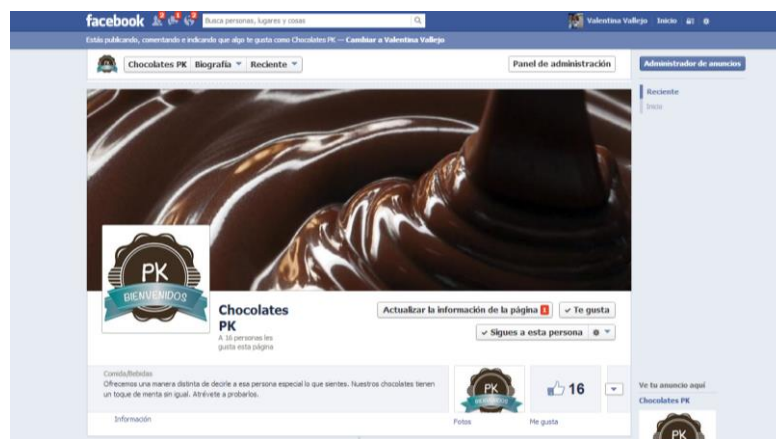 facebook
2
1
2
Busca personas, lugares y cosas
Valentina Vallejo Inicio
Estás publicando, comentando e indicando que algo te gusta como Chocolates PK — Cambiar a Valentina Vallejo
Chocolates PK Biografía Reciente
Panel de administración
Administrador de anuncios
Reciente
Inicio
PK
BIENVENIDOS
Chocolates
PK
A 16 personas les
gusta esta página
Actualizar la información de la página 1
Te gusta
Sigues a esta persona
Comida/Bebidas
Ofrecemos una manera distinta de decirle a esa persona especial lo que sientes. Nuestros chocolates tienen
un toque de menta sin igual. Atrévete a probarlos.
Información
PK
BIENVENIDOS
Fotos
16
Me gusta
Ve tu anuncio aquí
Chocolates PK
PK